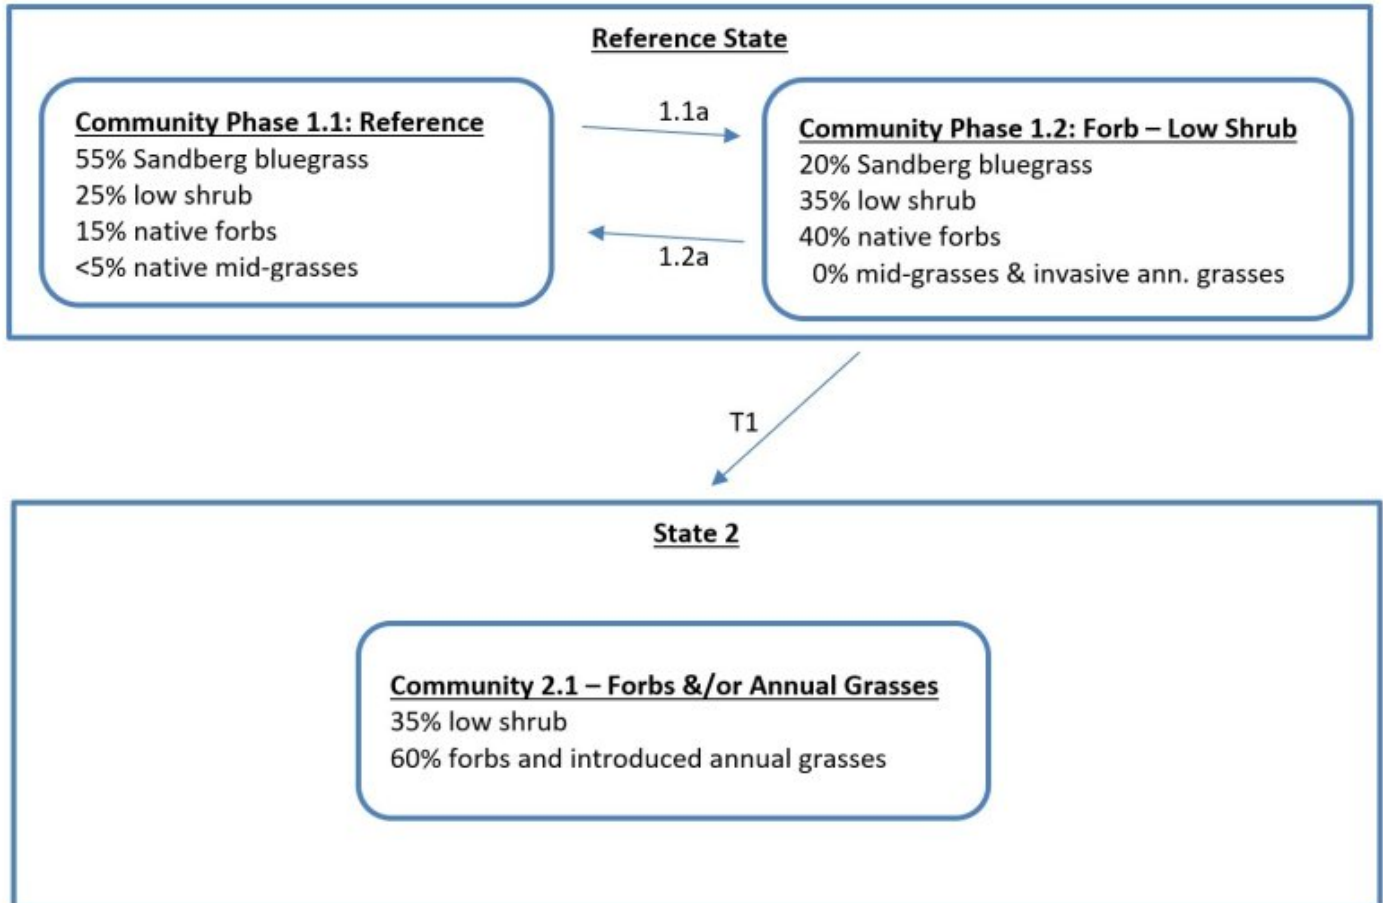 Reference State
Community Phase 1.1: Reference
55% Sandberg bluegrass
25% low shrub
15% native forbs
<5% native mid-grasses
1.1a
1.2a
Community Phase 1.2: Forb – Low Shrub
20% Sandberg bluegrass
35% low shrub
40% native forbs
0% mid-grasses & invasive ann. grasses
T1
State 2
Community 2.1 – Forbs &/or Annual Grasses
35% low shrub
60% forbs and introduced annual grasses